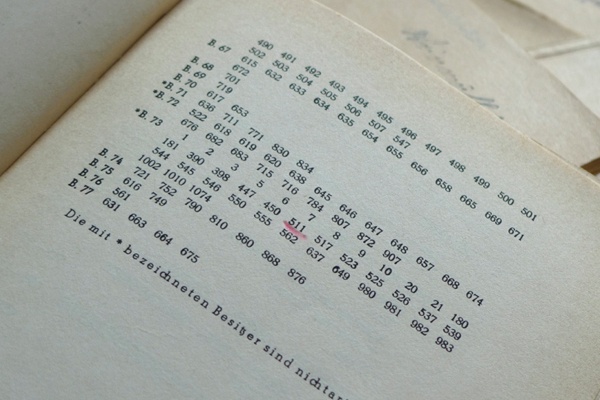 490 491 492 493 494 495 496 497 498 499 500 501
502 503 504 505 506 507 547
B. 67 615 632 633 634 635 654 655 656 658 665 669 671
672
B. 68 701
B. 69 719
*B. 70 617 653
*B. 71 636 711 771 830 834
*B. 72 522 618 619 620 638 645 646 647 648 657 668 674
676 682 683 715 716 784 807 872 907
*B. 73 1 2 3 5 6 7 8 9 10 20 21 180
181 390 398 447 450 511 517 523 525 526 537 539
544 545 546 550 555 562 637 649 980 981 982 983
1002 1010 1074
B. 74 721 752 790 810 860 868 876
B. 75 616 749
B. 76 561
B. 77 631 663 664 675
Die mit * bezeichneten Besitzer sind